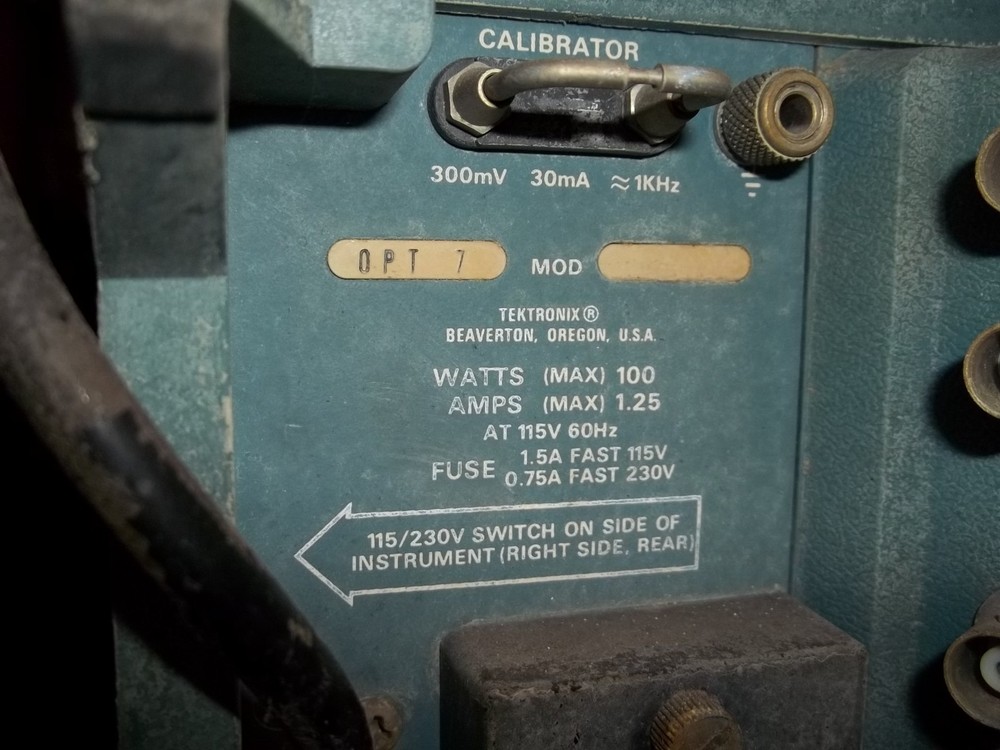 CALIBRATOR
300mV 30mA ≈1KHz
OPT 7 MOD
TEKTRONIX®
BEAVERTON, OREGON, U.S.A.
WATTS (MAX) 100
AMPS (MAX) 1.25
AT 115V 60Hz
FUSE 1.5A FAST 115V
0.75A FAST 230V
115/230V SWITCH ON SIDE OF
INSTRUMENT (RIGHT SIDE, REAR)